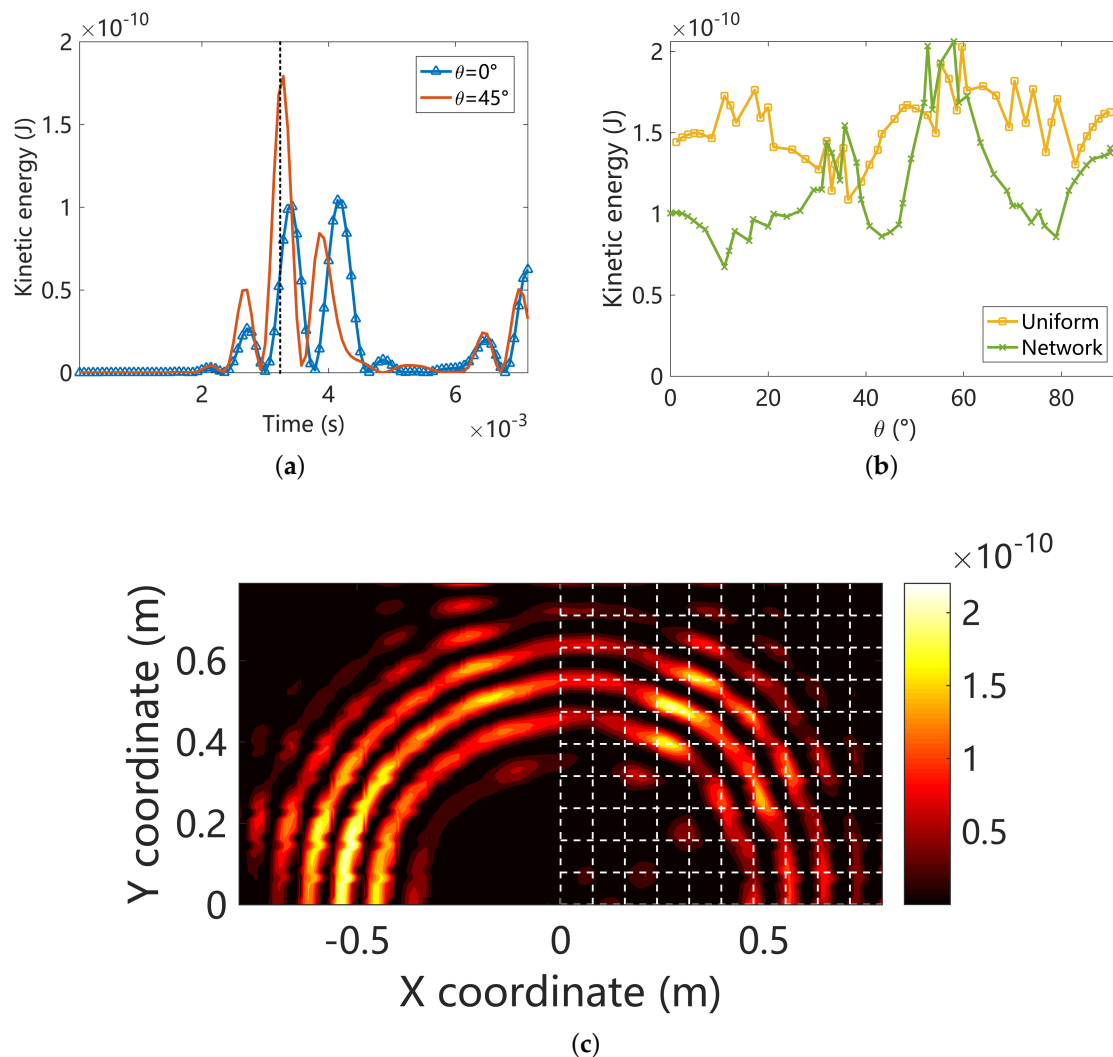 ×10⁻¹⁰
2
1.5
1
0.5
0
Kinetic energy (J)
θ=0°
θ=45°
2 4 6
Time (s)
×10⁻³
(a)
×10⁻¹⁰
2
1.5
1
0.5
0
Kinetic energy (J)
Uniform
Network
0 20 40 60 80
θ (°)
(b)
×10⁻¹⁰
0.6
0.4
0.2
0
Y coordinate (m)
2
1.5
1
0.5
-0.5 0 0.5
X coordinate (m)
(c)